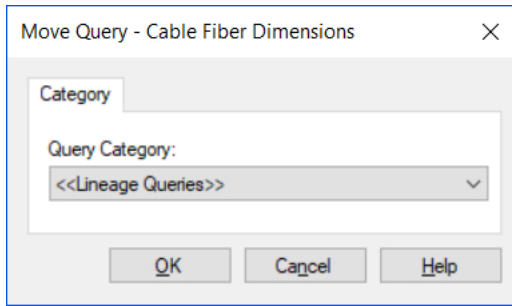 Move Query - Cable Fiber Dimensions
Category
Query Category:
<<Lineage Queries>>
OK Cancel Help